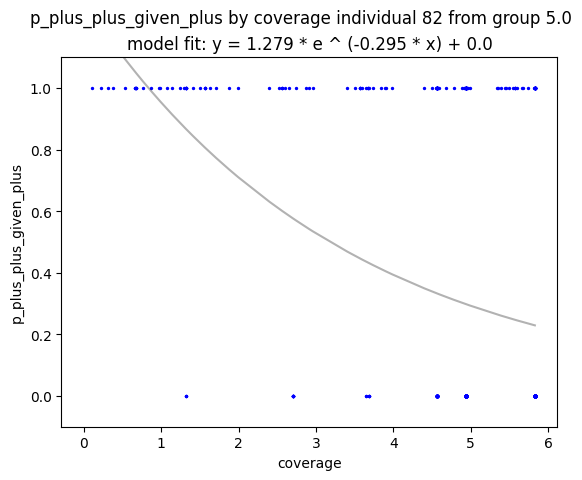 p_plus_plus_given_plus by coverage individual 82 from group 5.0
model fit: y = 1.279 * e ^ (-0.295 * x) + 0.0
1.0
0.8
0.6
0.4
0.2
0.0
p_plus_plus_given_plus
0 1 2 3 4 5 6
coverage